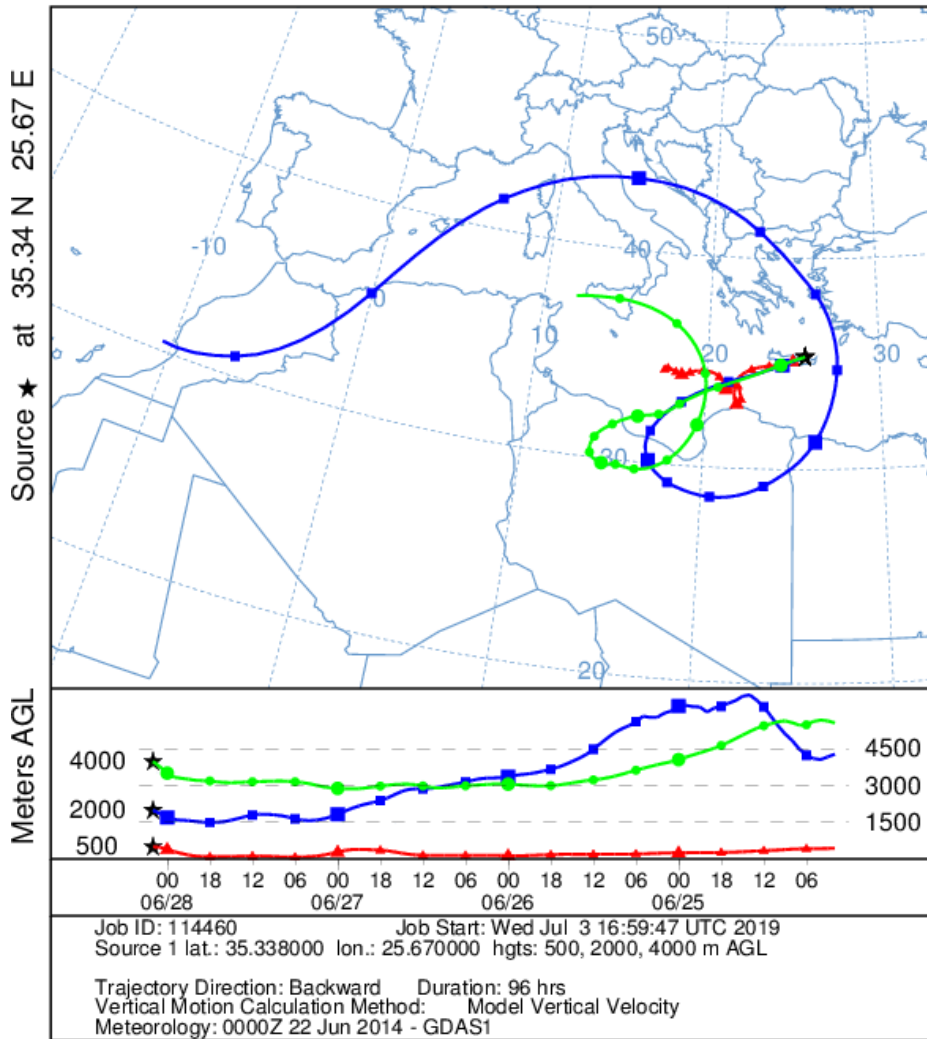 Source ★ at 35.34 N 25.67 E
50
-10
40
0
10
20
30
30
20
Meters AGL
4000
2000
500
4500
3000
1500
00 18 12 06 00 18 12 06 00 18 12 06 00 18 12 06
06/28 06/27 06/26 06/25
Job ID: 114460 Job Start: Wed Jul 3 16:59:47 UTC 2019
Source 1 lat.: 35.338000 lon.: 25.670000 hgts: 500, 2000, 4000 m AGL
Trajectory Direction: Backward Duration: 96 hrs
Vertical Motion Calculation Method: Model Vertical Velocity
Meteorology: 0000Z 22 Jun 2014 - GDAS1